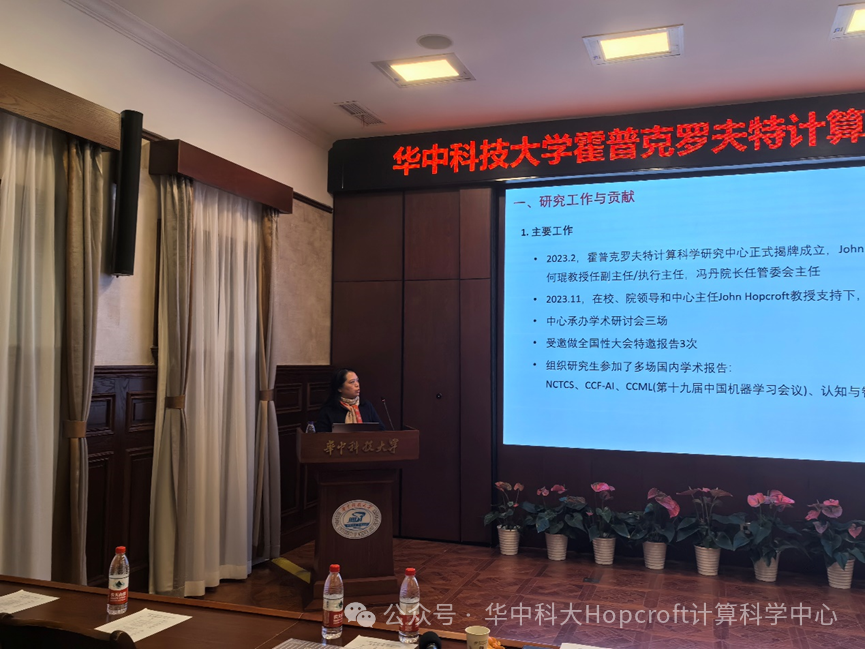 华中科技大学霍普克罗夫特计算
一、研究工作与贡献
1. 主要工作
• 2023.2，霍普克罗夫特计算科学研究中心正式揭牌成立，John
何琨教授任副主任/执行主任，冯丹院长任管委会主任
• 2023.11，在校、院领导和中心主任John Hopcroft教授支持下，
• 中心承办学术研讨会三场
• 受邀做全国性大会特邀报告3次
• 组织研究生参加了多场国内学术报告：
NCTCS、CCF-AI、CCML(第十九届中国机器学习会议)、认知与
华中科技大学
公众号 · 华中科大Hopcroft计算科学中心